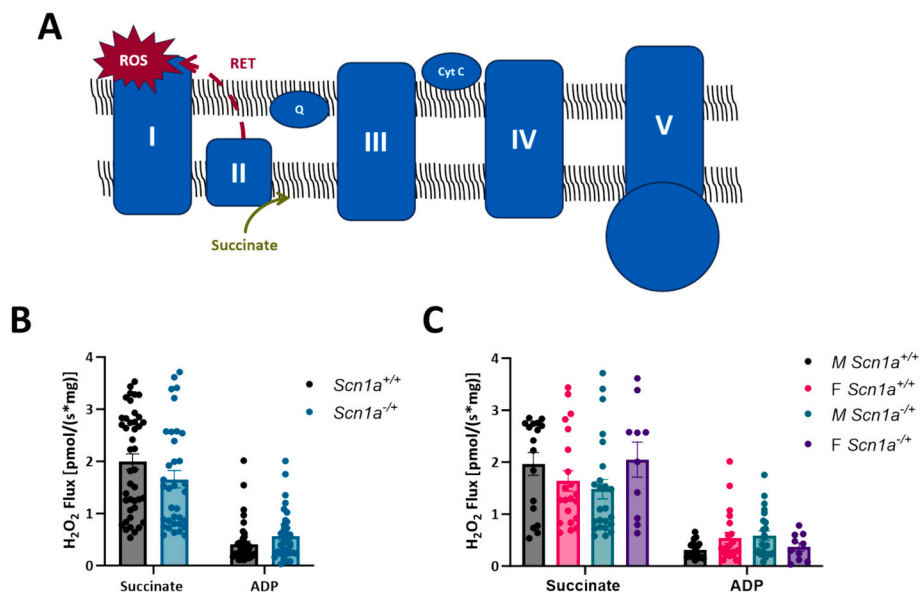 A
ROS
RET
Q
Cyt C
I
II
III
IV
V
Succinate
B
H₂O₂ Flux [pmol/(s*mg)]
4
3
2
1
0
Succinate
ADP
Scn1a+/+
Scn1a-/+
C
H₂O₂ Flux [pmol/(s*mg)]
4
3
2
1
0
Succinate
ADP
M Scn1a+/+
F Scn1a+/+
M Scn1a-/+
F Scn1a-/+